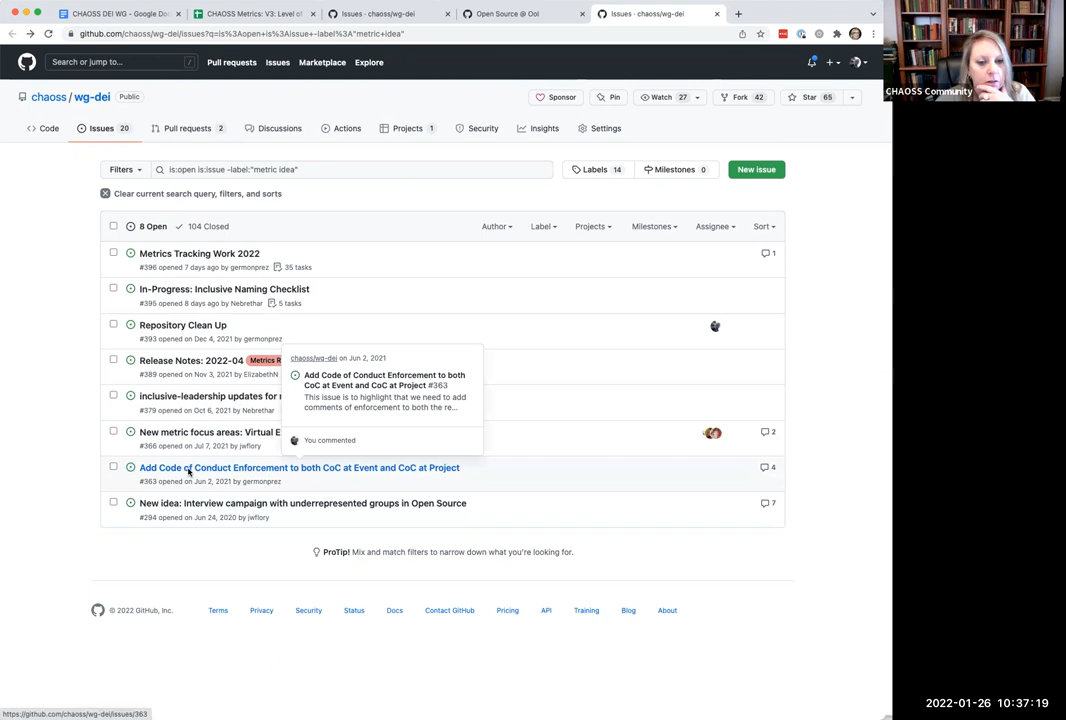 CHAOSS DEI WG - Google Doc
CHAOSS Metrics: V3: Level of
Issues · chaoss/wg-dei
Open Source @ Ool
Issues · chaoss/wg-dei
github.com/chaoss/wg-dei/issues?q=is%3Aopen+is%3Aissue+-label%3A"metric+idea"
Search or jump to...
/
Pull requests
Issues
Marketplace
Explore
CHAOSS Community
chaoss / wg-dei
Public
Sponsor
Pin
Watch 27
Fork 42
Star 65
Code
Issues 20
Pull requests 2
Discussions
Actions
Projects 1
Security
Insights
Settings
Filters
is:open is:issue -label:"metric idea"
Labels 14
Milestones 0
New issue
Clear current search query, filters, and sorts
8 Open
104 Closed
Author
Label
Projects
Milestones
Assignee
Sort
Metrics Tracking Work 2022
1
#396 opened 7 days ago by germonprez
35 tasks
In-Progress: Inclusive Naming Checklist
#395 opened 8 days ago by Nebrethar
5 tasks
Repository Clean Up
#393 opened on Dec 4, 2021 by germonprez
Release Notes: 2022-04
Metrics R
#389 opened on Nov 3, 2021 by ElizabethN
inclusive-leadership updates for
#379 opened on Oct 6, 2021 by Nebrethar
New metric focus areas: Virtual E
2
#366 opened on Jul 7, 2021 by jwflory
chaoss/wg-dei on Jun 2, 2021
Add Code of Conduct Enforcement to both
CoC at Event and CoC at Project #363
This issue is to highlight that we need to add
comments of enforcement to both the re...
You commented
Add Code of Conduct Enforcement to both CoC at Event and CoC at Project
4
#363 opened on Jun 2, 2021 by germonprez
New idea: Interview campaign with underrepresented groups in Open Source
7
#294 opened on Jun 24, 2020 by jwflory
ProTip! Mix and match filters to narrow down what you're looking for.
© 2022 GitHub, Inc.
Terms
Privacy
Security
Status
Docs
Contact GitHub
Pricing
API
Training
Blog
About
https://github.com/chaoss/wg-dei/issues/363
2022-01-26 10:37:19